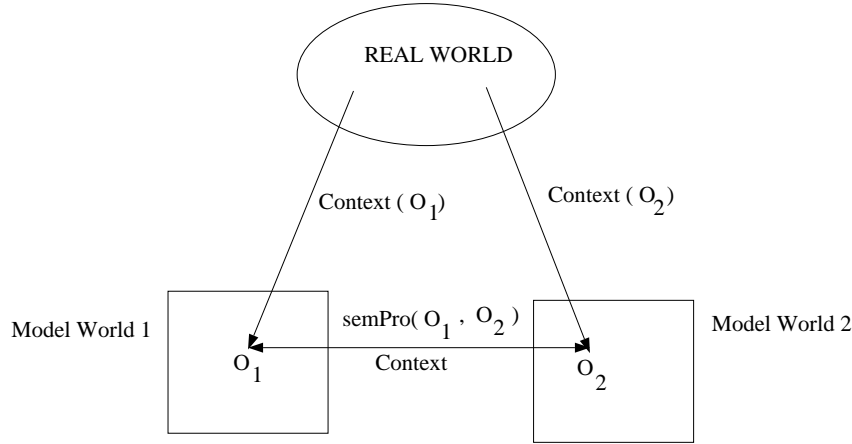 REAL WORLD
Context ( O1)
Context ( O2)
Model World 1
semPro( O1 , O2 )
Model World 2
O1
Context
O2